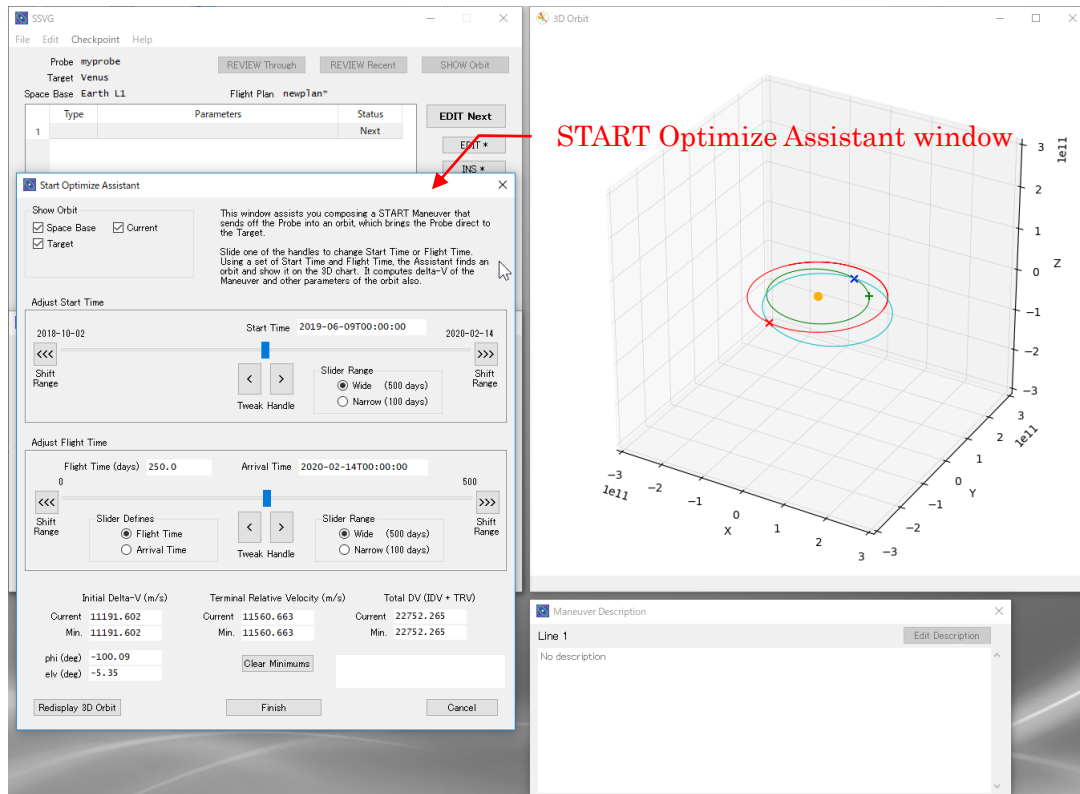 SSVG
File Edit Checkpoint Help
Probe myprobe
REVIEW Through REVIEW Recent SHOW Orbit
Target Venus
Space Base Earth L1 Flight Plan newplan*
Type Parameters Status
1 Next
EDIT Next
EDIT *
INS *
START Optimize Assistant window
Start Optimize Assistant
Show Orbit
Space Base Current
Target
This window assists you composing a START Maneuver that
sends off the Probe into an orbit, which brings the Probe direct to
the Target.
Slide one of the handles to change Start Time or Flight Time.
Using a set of Start Time and Flight Time, the Assistant finds an
orbit and show it on the 3D chart. It computes delta-V of the
Maneuver and other parameters of the orbit also.
Adjust Start Time
2018-10-02 Start Time 2019-06-09T00:00:00 2020-02-14
<<< >>>
Shift
Range
< >
Tweak Handle
Slider Range
Wide (500 days)
Narrow (100 days)
Shift
Range
Adjust Flight Time
Flight Time (days) 250.0 Arrival Time 2020-02-14T00:00:00
0 500
<<< >>>
Shift
Range
Slider Defines
Flight Time
Arrival Time
< >
Tweak Handle
Slider Range
Wide (500 days)
Narrow (100 days)
Shift
Range
Initial Delta-V (m/s) Terminal Relative Velocity (m/s) Total DV (IDV + TRV)
Current 11191.602 Current 11560.663 Current 22752.265
Min. 11191.602 Min. 11560.663 Min. 22752.265
phi (deg) -100.09
elv (deg) -5.35
Clear Minimums
Redisplay 3D Orbit Finish Cancel
3D Orbit
3
2
1
0
−1
−2
−3
Z
1e11
−3
−2
−1
0
1
2
3
X
1e11
3
2
1
0
−1
−2
−3
Y
1e11
Maneuver Description
Line 1 Edit Description
No description